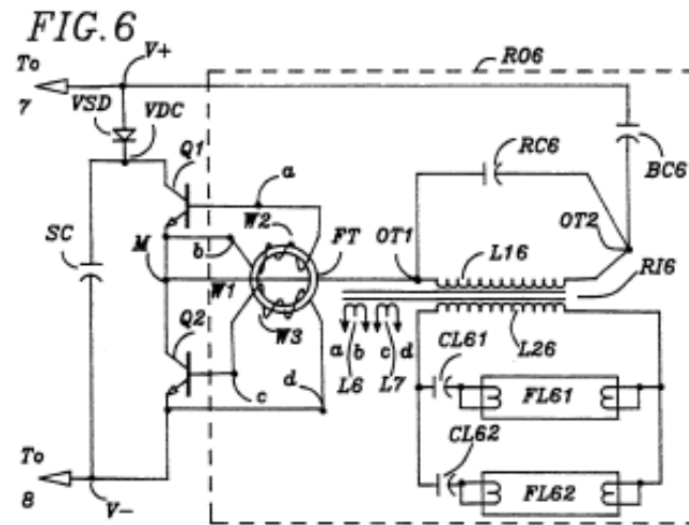 FIG.6
V+
RO6
To
7
VSD
VDC
RC6
BC6
Q1
a
W2
FT
OT1
OT2
SC
M
b
L16
W1
RI6
W3
Q2
a b c d
L6 L7
CL61
L26
c
d
FL61
CL62
To
8
V-
FL62